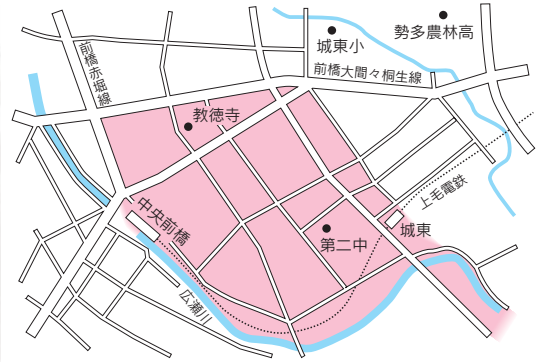 勢多農林高
城東小
前橋赤堀線
前橋大間々桐生線
教徳寺
上毛電鉄
中央前橋
城東
第二中
広瀬川